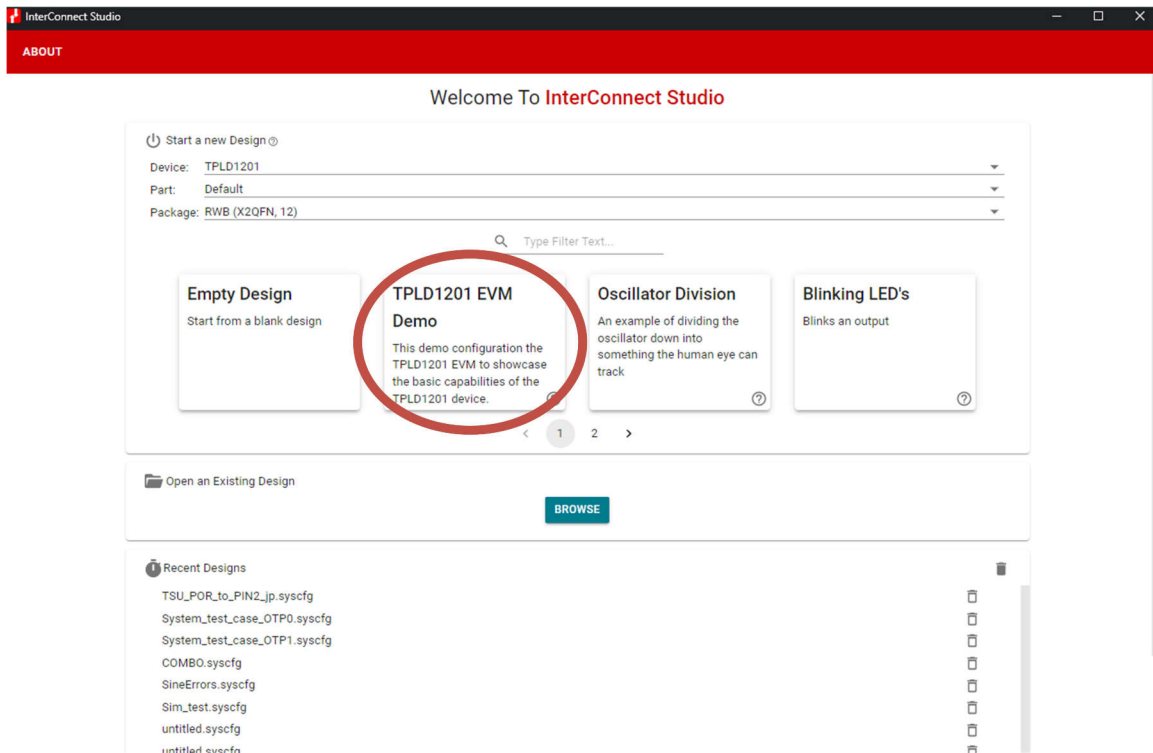 InterConnect Studio
ABOUT
Welcome To InterConnect Studio
Start a new Design
Device: TPLD1201
Part: Default
Package: RWB (X2QFN, 12)
Type Filter Text...
Empty Design
Start from a blank design
TPLD1201 EVM
Demo
This demo configuration the
TPLD1201 EVM to showcase
the basic capabilities of the
TPLD1201 device.
Oscillator Division
An example of dividing the
oscillator down into
something the human eye can
track
Blinking LED's
Blinks an output
1 2
Open an Existing Design
BROWSE
Recent Designs
TSU_POR_to_PIN2_jp.syscfg
System_test_case_OTP0.syscfg
System_test_case_OTP1.syscfg
COMBO.syscfg
SineErrors.syscfg
Sim_test.syscfg
untitled.syscfg
untitled.syscfg